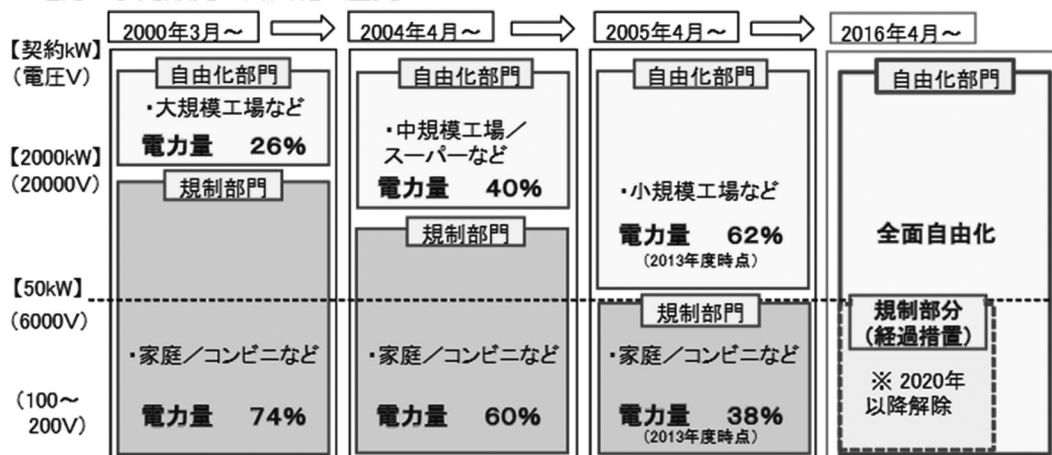 2000年3月～
2004年4月～
2005年4月～
2016年4月～
【契約kW】
(電圧V)
【2000kW】
(20000V)
【50kW】
(6000V)
(100～
200V)
自由化部門
・大規模工場など
電力量 26%
規制部門
・家庭／コンビニなど
電力量 74%
自由化部門
・中規模工場／
スーパーなど
電力量 40%
規制部門
・家庭／コンビニなど
電力量 60%
自由化部門
・小規模工場など
電力量 62%
(2013年度時点)
規制部門
・家庭／コンビニなど
電力量 38%
(2013年度時点)
自由化部門
全面自由化
規制部分
(経過措置)
※ 2020年
以降解除